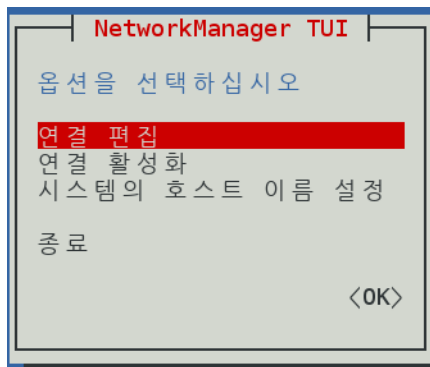 NetworkManager TUI
옵션을 선택하십시오
연결 편집
연결 활성화
시스템의 호스트 이름 설정
종료
<OK>